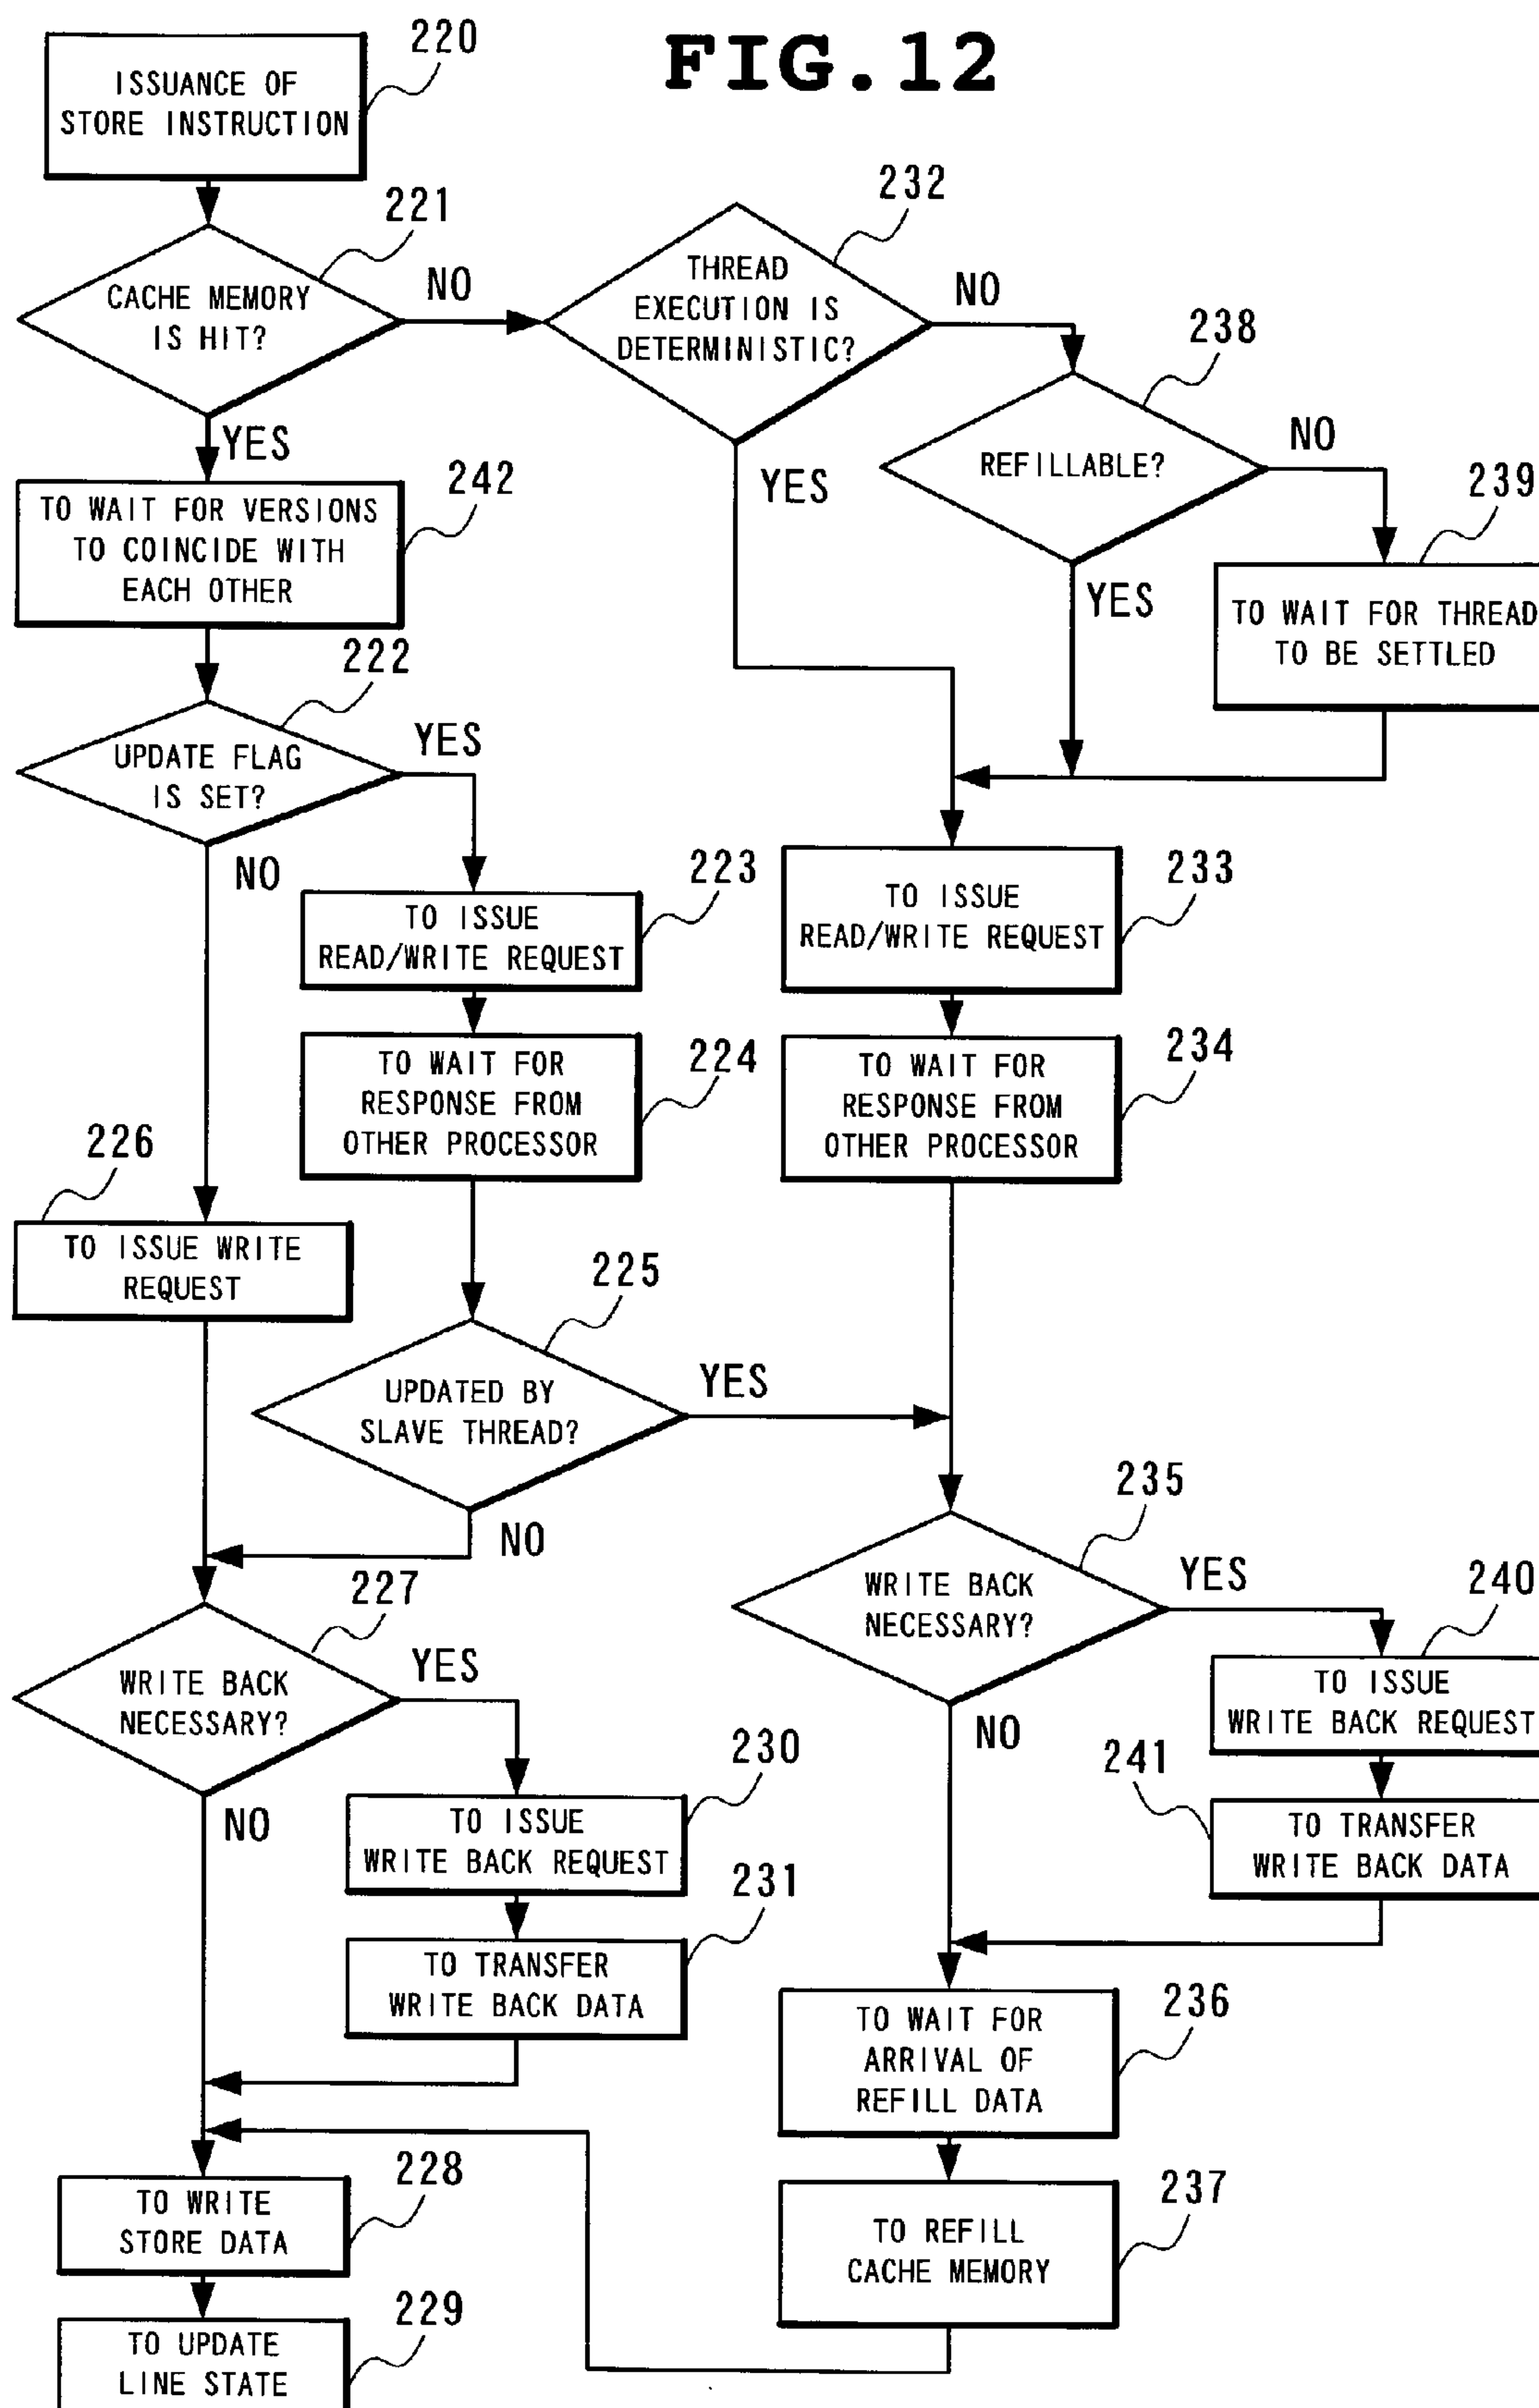 FIG.12
220
ISSUANCE OF
STORE INSTRUCTION
221
CACHE MEMORY
IS HIT?
NO
YES
232
THREAD
EXECUTION IS
DETERMINISTIC?
NO
YES
238
REFILLABLE?
NO
YES
239
TO WAIT FOR THREAD
TO BE SETTLED
242
TO WAIT FOR VERSIONS
TO COINCIDE WITH
EACH OTHER
222
UPDATE FLAG
IS SET?
YES
NO
223
TO ISSUE
READ/WRITE REQUEST
233
TO ISSUE
READ/WRITE REQUEST
224
TO WAIT FOR
RESPONSE FROM
OTHER PROCESSOR
234
TO WAIT FOR
RESPONSE FROM
OTHER PROCESSOR
226
TO ISSUE WRITE
REQUEST
225
UPDATED BY
SLAVE THREAD?
YES
NO
235
WRITE BACK
NECESSARY?
YES
NO
240
TO ISSUE
WRITE BACK REQUEST
241
TO TRANSFER
WRITE BACK DATA
227
WRITE BACK
NECESSARY?
YES
NO
230
TO ISSUE
WRITE BACK REQUEST
231
TO TRANSFER
WRITE BACK DATA
236
TO WAIT FOR
ARRIVAL OF
REFILL DATA
237
TO REFILL
CACHE MEMORY
228
TO WRITE
STORE DATA
229
TO UPDATE
LINE STATE